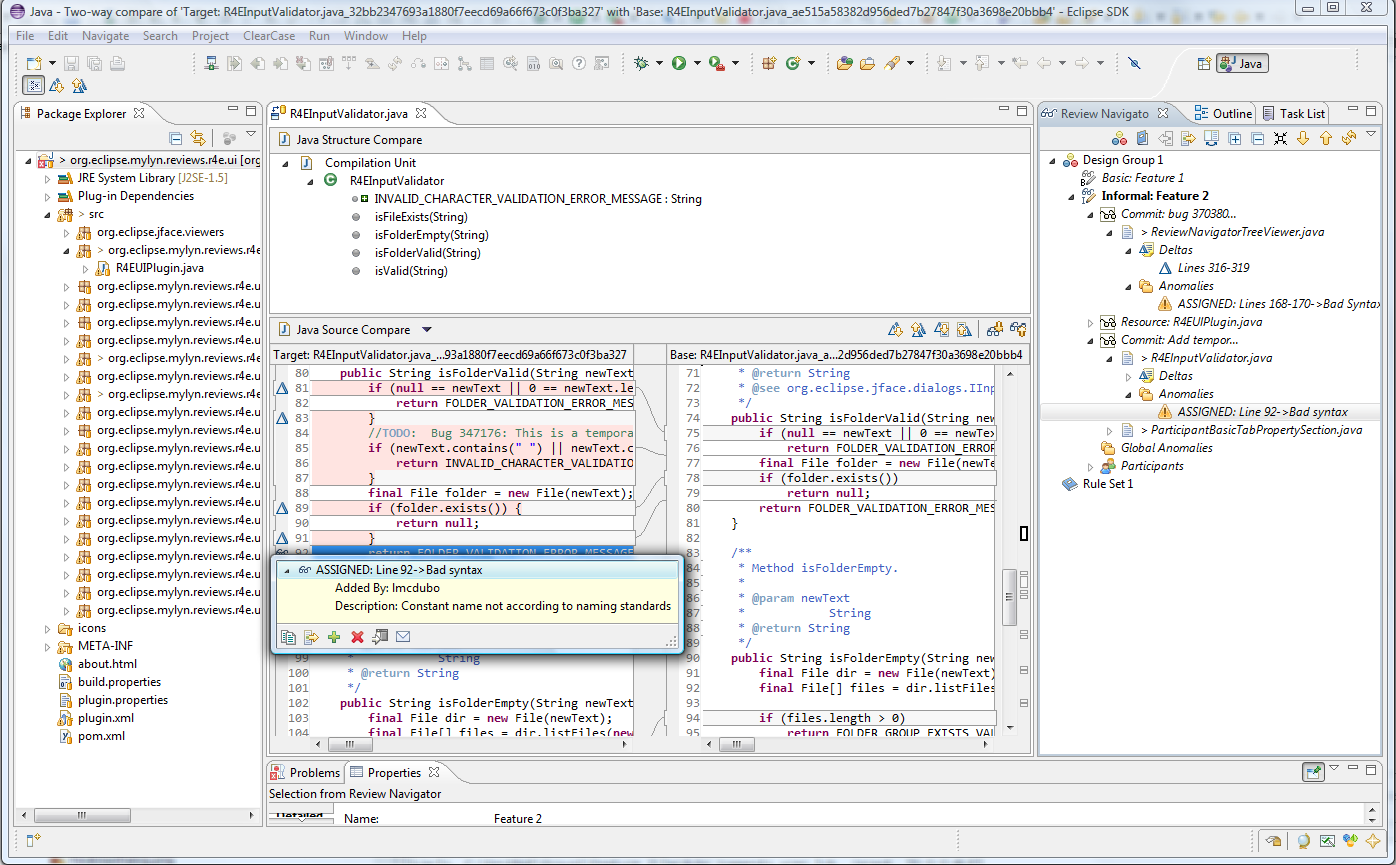 Java - Two-way compare of 'Target: R4EInputValidator.java_32bb2347693a1880f7eecd69a66f673c0f3ba327' with 'Base: R4EInputValidator.java_ae515a58382d956ded7b27847f30a3698e20bbb4' - Eclipse SDK
File Edit Navigate Search Project ClearCase Run Window Help
Java
Package Explorer
> org.eclipse.mylyn.reviews.r4e.ui [org
JRE System Library [J2SE-1.5]
Plug-in Dependencies
> src
org.eclipse.jface.viewers
> org.eclipse.mylyn.reviews.r4e
R4EUIPlugin.java
org.eclipse.mylyn.reviews.r4e.u
org.eclipse.mylyn.reviews.r4e.u
org.eclipse.mylyn.reviews.r4e.u
org.eclipse.mylyn.reviews.r4e.u
> org.eclipse.mylyn.reviews.r4e
org.eclipse.mylyn.reviews.r4e.u
> org.eclipse.mylyn.reviews.r4e
org.eclipse.mylyn.reviews.r4e.u
org.eclipse.mylyn.reviews.r4e.u
org.eclipse.mylyn.reviews.r4e.u
org.eclipse.mylyn.reviews.r4e.u
org.eclipse.mylyn.reviews.r4e.u
org.eclipse.mylyn.reviews.r4e.u
org.eclipse.mylyn.reviews.r4e.u
org.eclipse.mylyn.reviews.r4e.u
org.eclipse.mylyn.reviews.r4e.u
org.eclipse.mylyn.reviews.r4e.u
org.eclipse.mylyn.reviews.r4e.u
icons
META-INF
about.html
build.properties
plugin.properties
plugin.xml
pom.xml
R4EInputValidator.java
Java Structure Compare
Compilation Unit
R4EInputValidator
INVALID_CHARACTER_VALIDATION_ERROR_MESSAGE : String
isFileExists(String)
isFolderEmpty(String)
isFolderValid(String)
isValid(String)
Java Source Compare
Target: R4EInputValidator.java_...93a1880f7eecd69a66f673c0f3ba327
80 public String isFolderValid(String newText
81 if (null == newText || 0 == newText.le
82 return FOLDER_VALIDATION_ERROR_MES
83 }
84 //TODO: Bug 347176: This is a tempora
85 if (newText.contains(" ") || newText.c
86 return INVALID_CHARACTER_VALIDATIO
87 }
88 final File folder = new File(newText);
89 if (folder.exists()) {
90 return null;
91 }
92 return FOLDER_VALIDATION_ERROR_MESSAGE
ASSIGNED: Line 92->Bad syntax
Added By: lmcdubo
Description: Constant name not according to naming standards
99 * String
100 * @return String
101 */
102 public String isFolderEmpty(String newText
103 final File dir = new File(newText);
104 final File[] files = dir.listFiles(new
Base: R4EInputValidator.java_a...2d956ded7b27847f30a3698e20bbb4
71 * @return String
72 * @see org.eclipse.jface.dialogs.IInp
73 */
74 public String isFolderValid(String new
75 if (null == newText || 0 == newTex
76 return FOLDER_VALIDATION_ERROR
77 final File folder = new File(newTe
78 if (folder.exists())
79 return null;
80 return FOLDER_VALIDATION_ERROR_MES
81 }
82
83 /**
84 * Method isFolderEmpty.
85 *
86 * @param newText
87 * String
88 * @return String
89 */
90 public String isFolderEmpty(String new
91 final File dir = new File(newText)
92 final File[] files = dir.listFiles
93
94 if (files.length > 0)
95 return FOLDER_GROUP_EXISTS_VAL
Problems Properties
Selection from Review Navigator
Detailed
Name: Feature 2
Review Navigato Outline Task List
Design Group 1
Basic: Feature 1
Informal: Feature 2
Commit: bug 370380...
> ReviewNavigatorTreeViewer.java
Deltas
Lines 316-319
Anomalies
ASSIGNED: Lines 168-170->Bad Syntax
Resource: R4EUIPlugin.java
Commit: Add tempor...
> R4EInputValidator.java
Deltas
Anomalies
ASSIGNED: Line 92->Bad syntax
> ParticipantBasicTabPropertySection.java
Global Anomalies
Participants
Rule Set 1